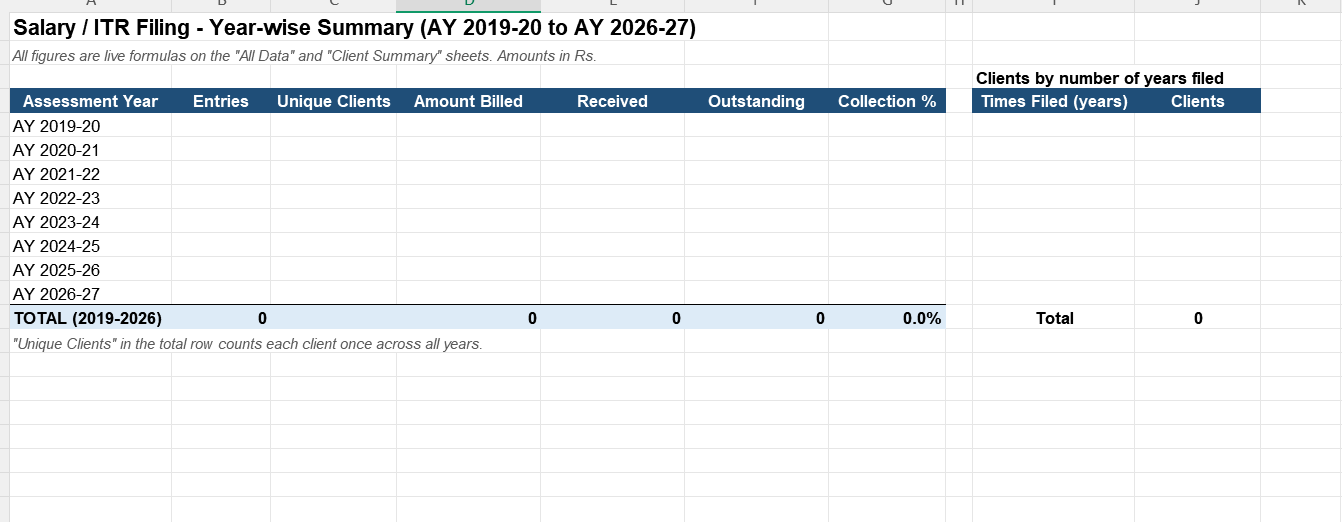 A B C D E F G H I J K
Salary / ITR Filing - Year-wise Summary (AY 2019-20 to AY 2026-27)
All figures are live formulas on the "All Data" and "Client Summary" sheets. Amounts in Rs.
Clients by number of years filed
Assessment Year Entries Unique Clients Amount Billed Received Outstanding Collection % Times Filed (years) Clients
AY 2019-20
AY 2020-21
AY 2021-22
AY 2022-23
AY 2023-24
AY 2024-25
AY 2025-26
AY 2026-27
TOTAL (2019-2026) 0 0 0 0 0.0% Total 0
"Unique Clients" in the total row counts each client once across all years.